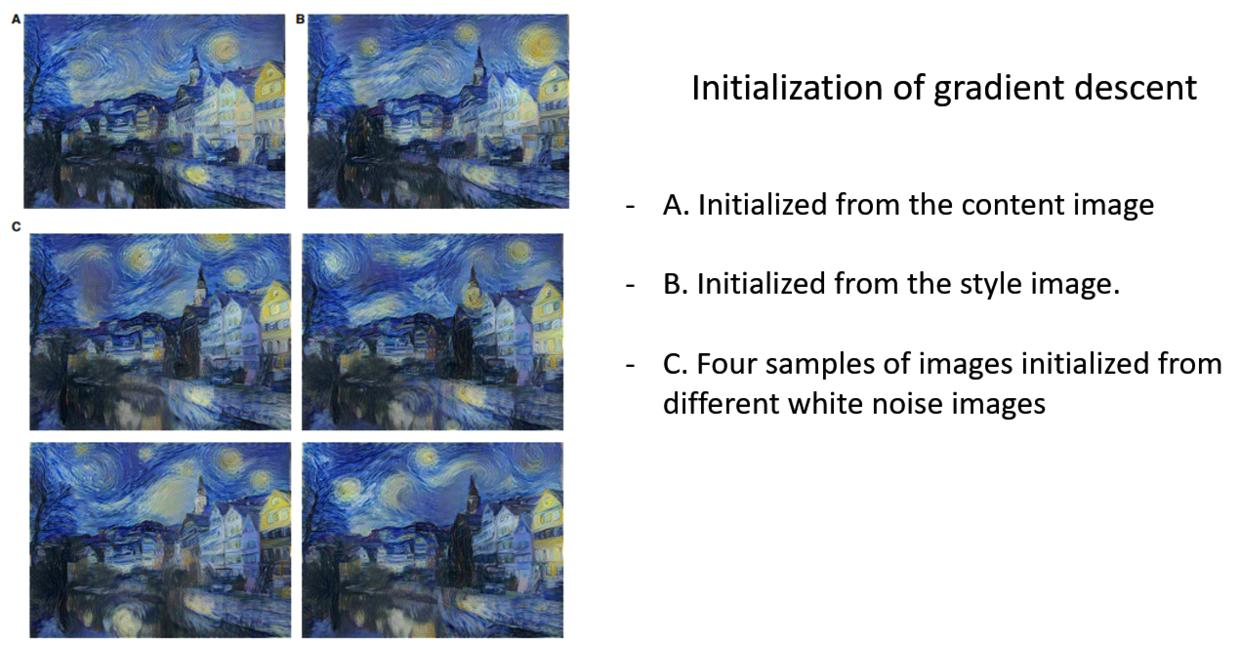 A
B
C
Initialization of gradient descent
- A. Initialized from the content image
- B. Initialized from the style image.
- C. Four samples of images initialized from
different white noise images